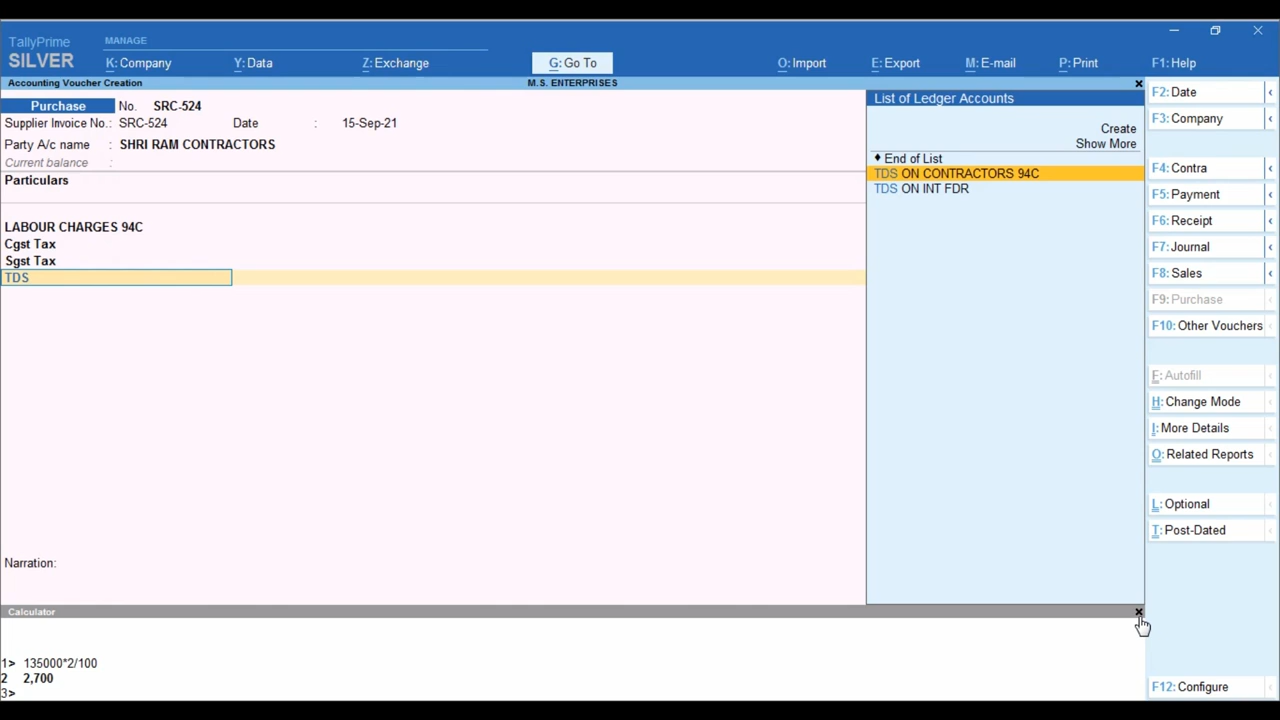 TallyPrime MANAGE
SILVER
K: Company Y: Data Z: Exchange G: Go To O: Import E: Export M: E-mail P: Print F1: Help
Accounting Voucher Creation M.S. ENTERPRISES
Purchase No. SRC-524
Supplier Invoice No.: SRC-524 Date : 15-Sep-21
Party A/c name : SHRI RAM CONTRACTORS
Current balance :
Particulars
LABOUR CHARGES 94C
Cgst Tax
Sgst Tax
TDS
Narration:
List of Ledger Accounts
Create
Show More
♦ End of List
TDS ON CONTRACTORS 94C
TDS ON INT FDR
F2: Date
F3: Company
F4: Contra
F5: Payment
F6: Receipt
F7: Journal
F8: Sales
F9: Purchase
F10: Other Vouchers
F: Autofill
H: Change Mode
I: More Details
O: Related Reports
L: Optional
T: Post-Dated
F12: Configure
Calculator
1> 135000*2/100
2 2,700
3>